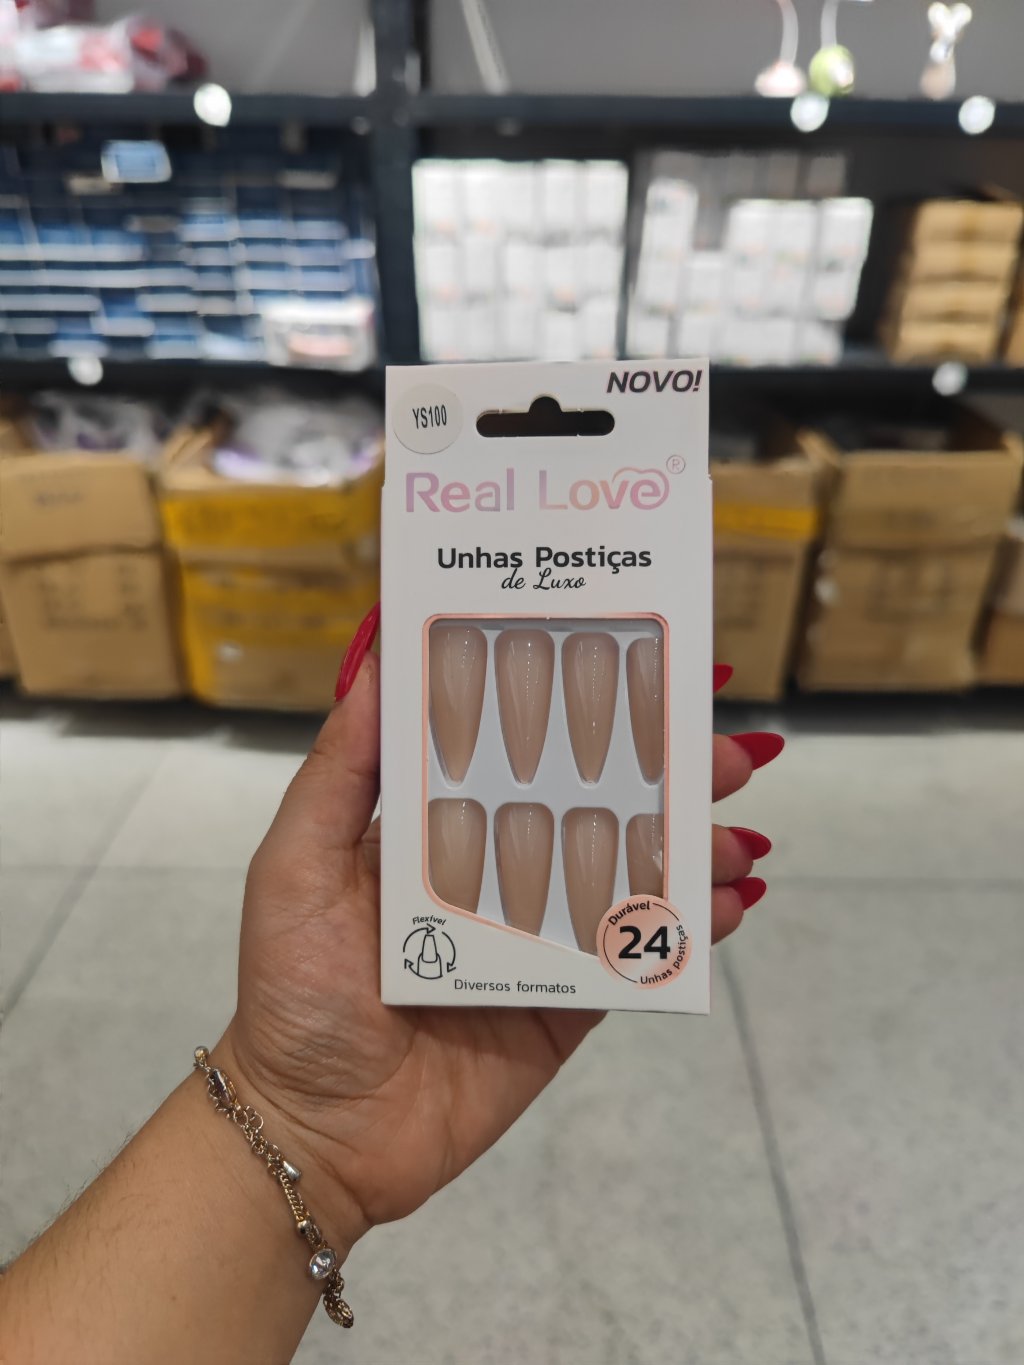 NOVO!
YS100
Real Love®
Unhas Postiças
de Luxo
Flexível
Diversos formatos
Durável
24
Unhas postiças